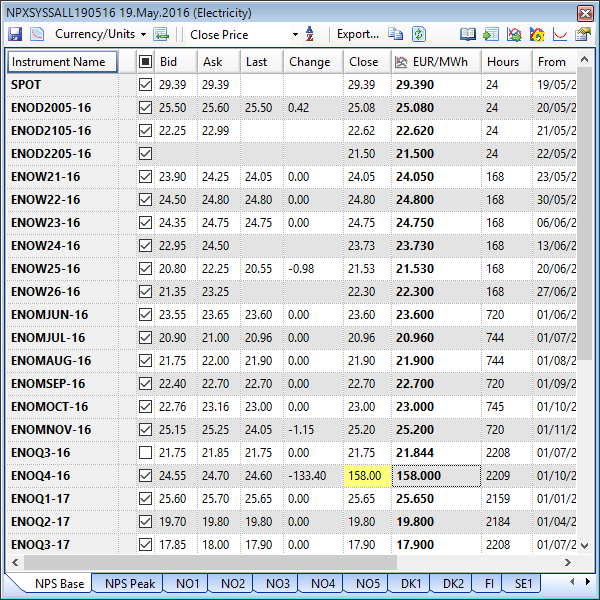 NPXSYSSALL190516 19.May.2016 (Electricity)
Currency/Units Close Price A Z Export...
Instrument Name Bid Ask Last Change Close EUR/MWh Hours From
SPOT 29.39 29.39 29.39 29.390 24 19/05/2
ENOD2005-16 25.50 25.60 25.50 0.42 25.08 25.080 24 20/05/2
ENOD2105-16 22.25 22.99 22.62 22.620 24 21/05/2
ENOD2205-16 21.50 21.500 24 22/05/2
ENOW21-16 23.90 24.25 24.05 0.00 24.05 24.050 168 23/05/2
ENOW22-16 24.50 24.80 24.80 0.00 24.80 24.800 168 30/05/2
ENOW23-16 24.35 24.75 24.75 0.00 24.75 24.750 168 06/06/2
ENOW24-16 22.95 24.50 23.73 23.730 168 13/06/2
ENOW25-16 20.80 22.25 20.55 -0.98 21.53 21.530 168 20/06/2
ENOW26-16 21.35 23.25 22.30 22.300 168 27/06/2
ENOMJUN-16 23.55 23.65 23.60 0.00 23.60 23.600 720 01/06/2
ENOMJUL-16 20.90 21.00 20.96 0.00 20.96 20.960 744 01/07/2
ENOMAUG-16 21.75 22.00 21.90 0.00 21.90 21.900 744 01/08/2
ENOMSEP-16 22.40 22.70 22.70 0.00 22.70 22.700 720 01/09/2
ENOMOCT-16 22.76 23.16 23.00 0.00 23.00 23.000 745 01/10/2
ENOMNOV-16 25.15 25.25 24.05 -1.15 25.20 25.200 720 01/11/2
ENOQ3-16 21.75 21.85 21.75 0.00 21.75 21.844 2208 01/07/2
ENOQ4-16 24.55 24.70 24.60 -133.40 158.00 158.000 2209 01/10/2
ENOQ1-17 25.60 25.70 25.65 0.00 25.65 25.650 2159 01/01/2
ENOQ2-17 19.70 19.80 19.80 0.00 19.80 19.800 2184 01/04/2
ENOQ3-17 17.85 18.00 17.90 0.00 17.90 17.900 2208 01/07/2
NPS Base NPS Peak NO1 NO2 NO3 NO4 NO5 DK1 DK2 FI SE1